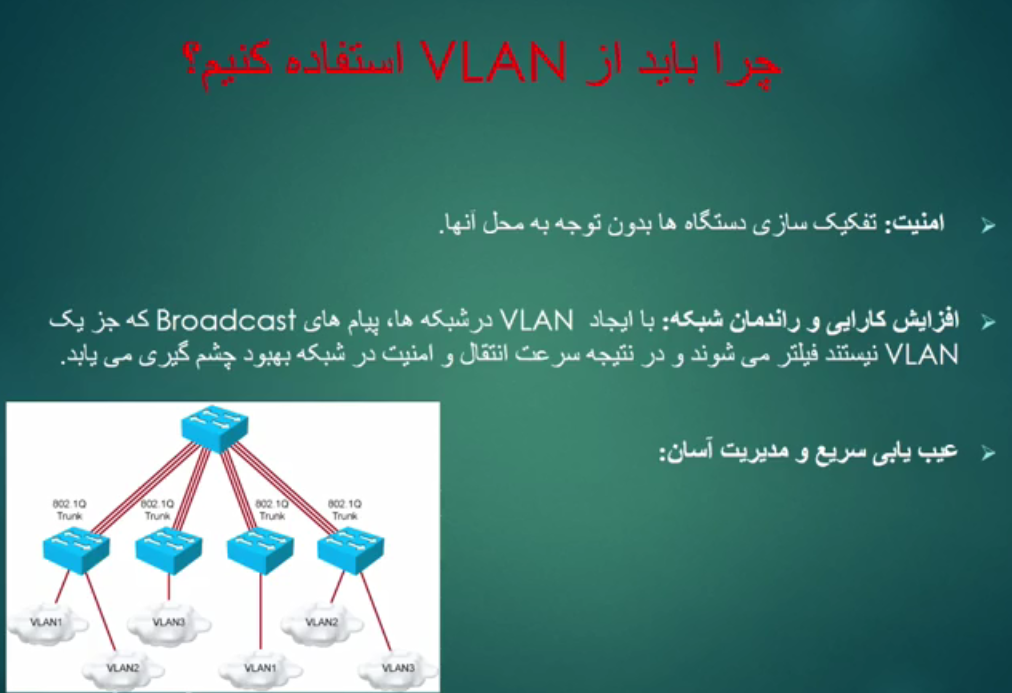 چرا باید از VLAN استفاده کنیم؟
امنیت: تفکیک سازی دستگاه ها بدون توجه به محل آنها.
افزایش کارایی و راندمان شبکه: با ایجاد VLAN درشبکه ها، پیام های Broadcast که جز یک
VLAN نیستند فیلتر می شوند و در نتیجه سرعت انتقال و امنیت در شبکه بهبود چشم گیری می یابد.
عیب یابی سریع و مدیریت آسان:
802.1Q
Trunk
802.1Q
Trunk
802.1Q
Trunk
802.1Q
Trunk
VLAN1
VLAN3
VLAN2
VLAN2
VLAN1
VLAN3